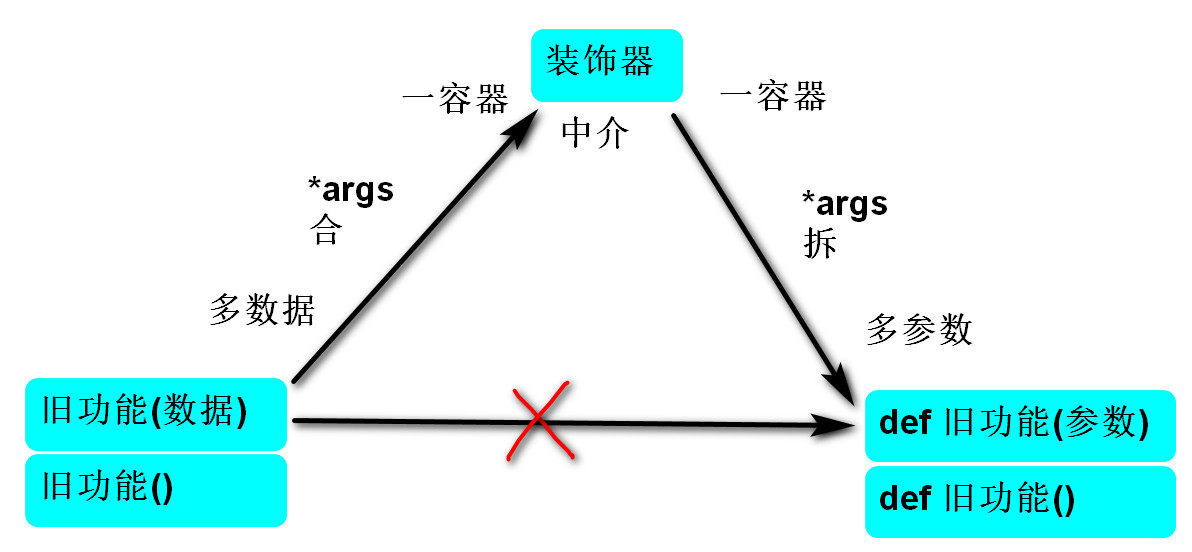 装饰器
一容器
一容器
中介
*args
合
*args
拆
多数据
多参数
旧功能(数据)
def 旧功能(参数)
旧功能()
def 旧功能()